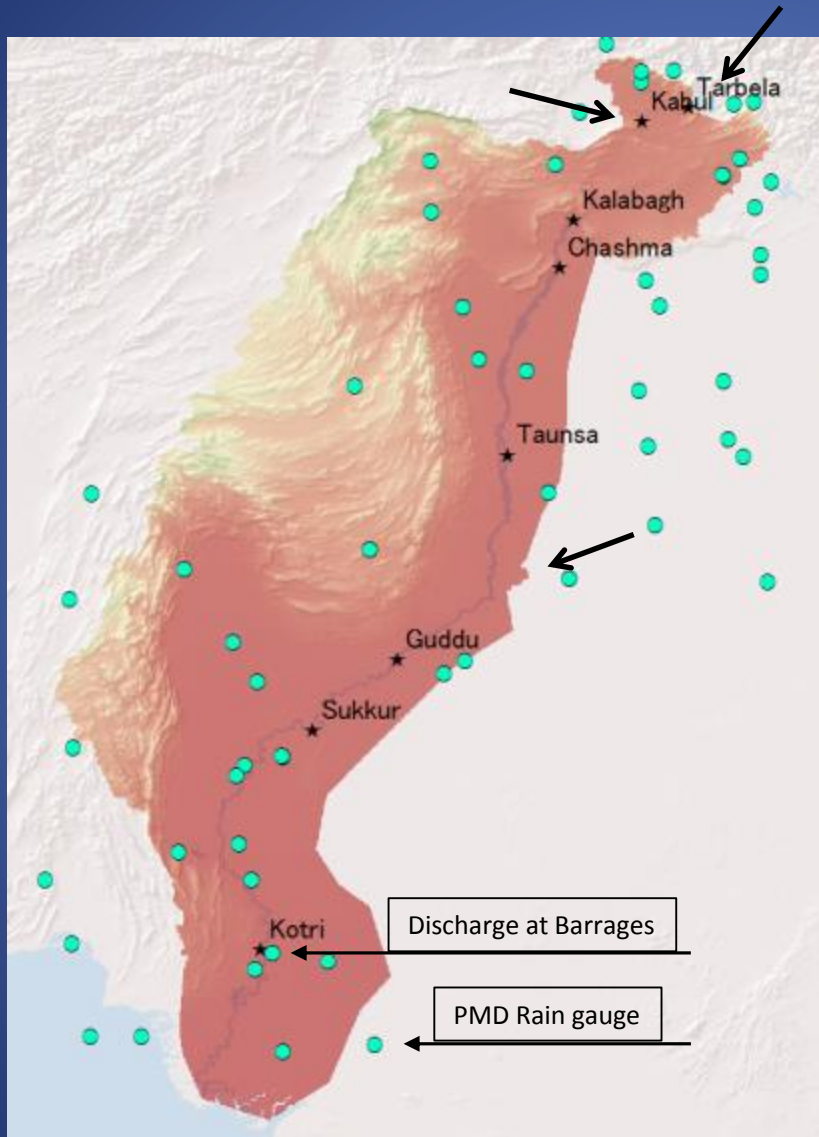 Tarbela
Kabul
Kalabagh
Chashma
Taunsa
Guddu
Sukkur
Discharge at Barrages
Kotri
PMD Rain gauge